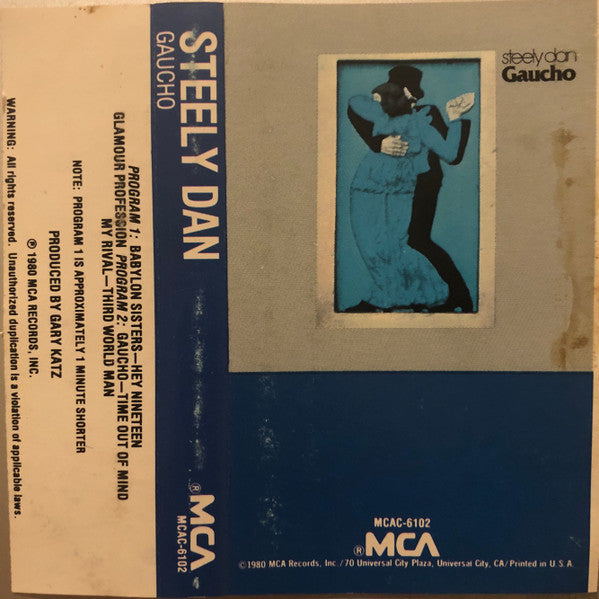 WARNING: All rights reserved. Unauthorized duplication is a violation of applicable laws.
℗ 1980 MCA RECORDS, INC.
PRODUCED BY GARY KATZ
NOTE: PROGRAM 1 IS APPROXIMATELY 1 MINUTE SHORTER
PROGRAM 1: BABYLON SISTERS—HEY NINETEEN
GLAMOUR PROFESSION PROGRAM 2: GAUCHO—TIME OUT OF MIND
MY RIVAL—THIRD WORLD MAN
STEELY DAN
GAUCHO
®MCA
MCAC-6102
steely dan
Gaucho
MCAC-6102
®MCA
©1980 MCA Records, Inc./70 Universal City Plaza, Universal City, CA/Printed in U.S.A.